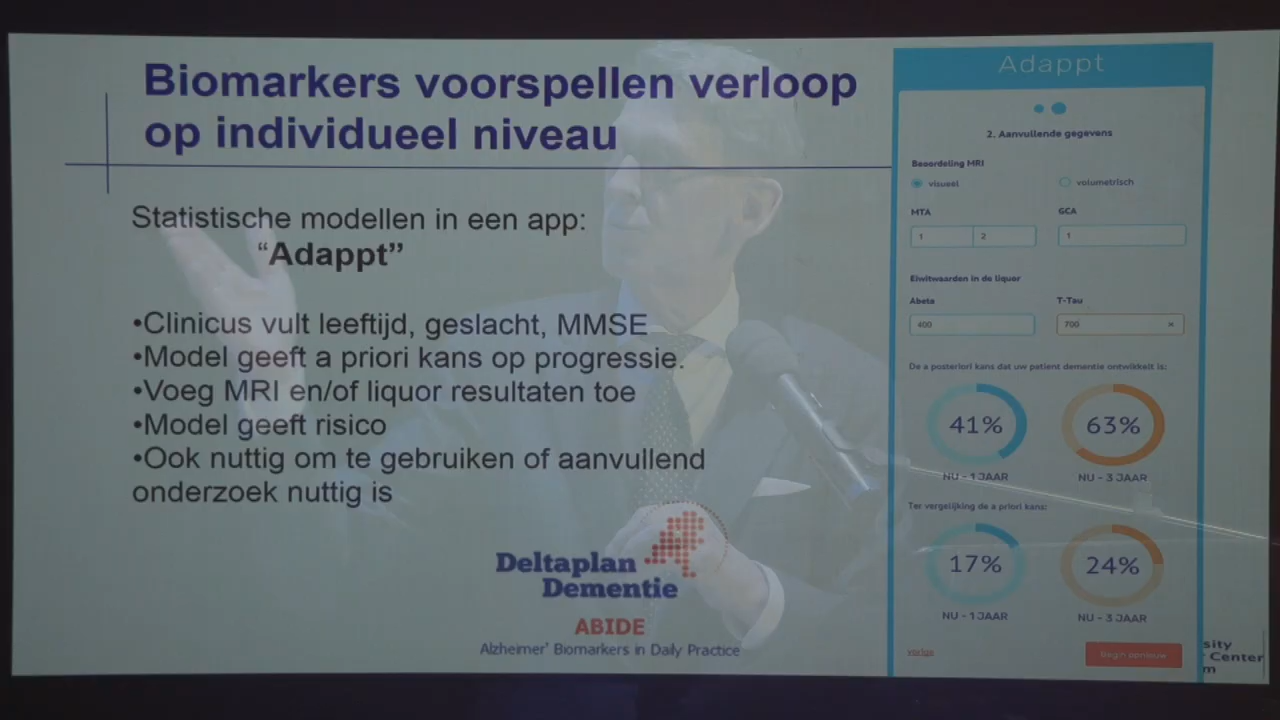 Biomarkers voorspellen verloop
op individueel niveau
Statistische modellen in een app:
“Adappt”
•Clinicus vult leeftijd, geslacht, MMSE
•Model geeft a priori kans op progressie.
•Voeg MRI en/of liquor resultaten toe
•Model geeft risico
•Ook nuttig om te gebruiken of aanvullend
onderzoek nuttig is
Deltaplan
Dementie
ABIDE
Alzheimer' Biomarkers in Daily Practice
Adappt
2. Aanvullende gegevens
Beoordeling MRI
visueel volumetrisch
MTA GCA
1 2 1
Eiwitwaarden in de liquor
Abeta T-Tau
400 700 ×
De a posteriori kans dat uw patient dementie ontwikkelt is:
41% 63%
NU - 1 JAAR NU - 3 JAAR
Ter vergelijking de a priori kans:
17% 24%
NU - 1 JAAR NU - 3 JAAR
vorige Begin opnieuw
sity
Center
m